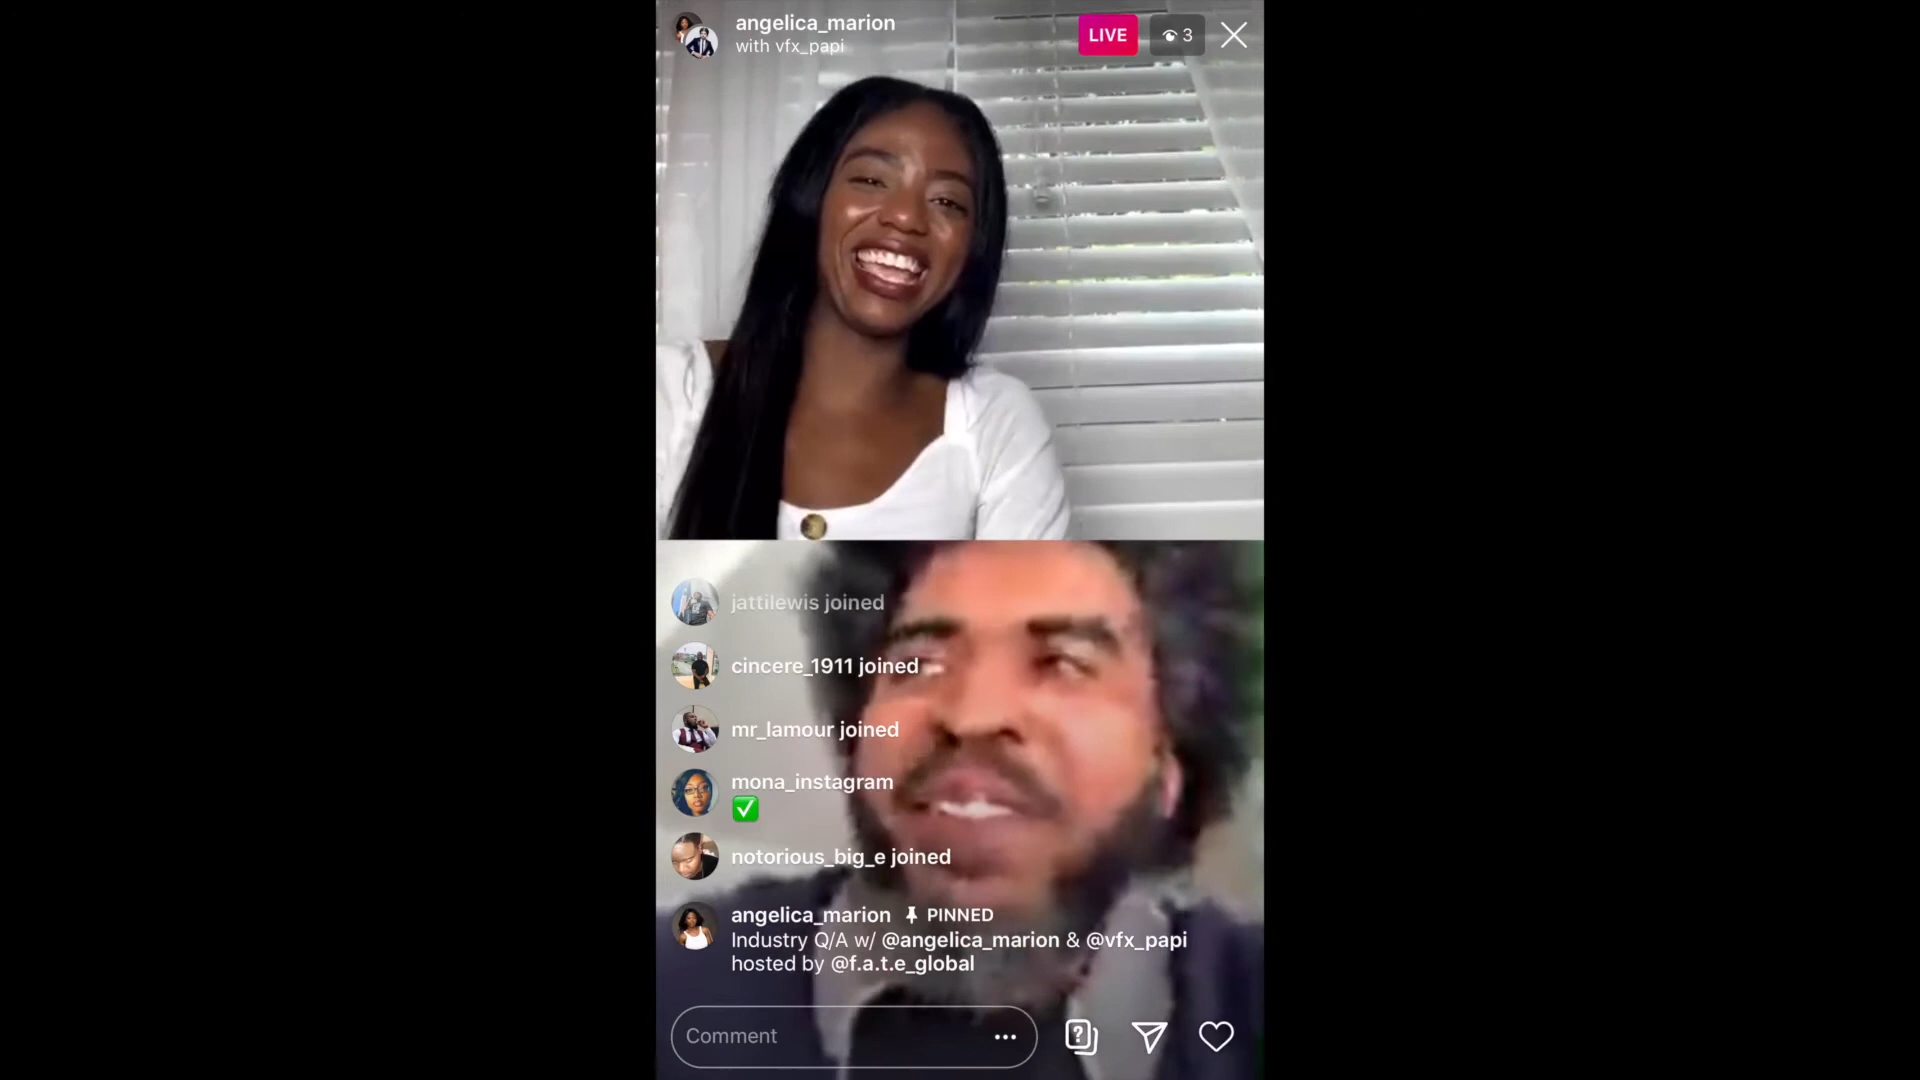 angelica_marion
with vfx_papi
LIVE
3
jattilewis joined
cincere_1911 joined
mr_lamour joined
mona_instagram
✅
notorious_big_e joined
angelica_marion PINNED
Industry Q/A w/ @angelica_marion & @vfx_papi
hosted by @f.a.t.e_global
Comment